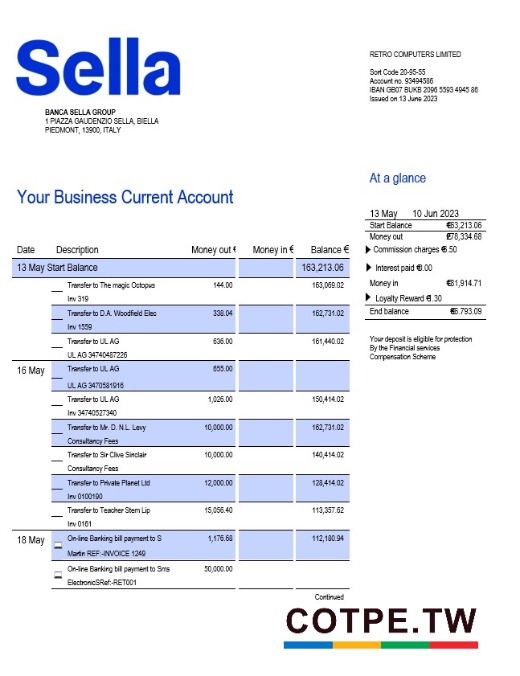 Sella
BANCA SELLA GROUP
1 PIAZZA GAUDENZIO SELLA, BIELLA
PIEDMONT, 13900, ITALY
RETRO COMPUTERS LIMITED
Sort Code 20-95-55
Account no. 93494586
IBAN GB07 BUKB 2096 5593 4945 86
Issued on 13 June 2023
At a glance
Your Business Current Account
13 May 10 Jun 2023
Start Balance €63,213.06
Money out €78,334.68
Commission charges €6.50
Interest paid €0.00
Money in €81,914.71
Loyalty Reward €1.30
End balance €6.793.09
Your deposit is eligible for protection
By the Financial services
Compensation Scheme
Date Description Money out € Money in € Balance €
13 May Start Balance 163,213.06
Transfer to The magic Octopus 144.00 163,069.02
Inv 319
Transfer to D.A. Woodfield Elec 338.04 162,731.02
Inv 1559
Transfer to UL AG 636.00 161,440.02
UL AG 34740487226
16 May Transfer to UL AG 655.00
UL AG 3470581916
Transfer to UL AG 1,026.00 150,414.02
Inv 34740527340
Transfer to Mr. D. N.L. Levy 10,000.00 162,731.02
Consultancy Fees
Transfer to Sir Clive Sinclair 10,000.00 140,414.02
Consultancy Fees
Transfer to Private Planet Ltd 12,000.00 128,414.02
Inv 0100190
Transfer to Teacher Stern Lip 15,056.40 113,357.62
Inv 0161
18 May On-line Banking bill payment to S 1,176.68 112,180.94
Martin REF:-INVOICE 1249
On-line Banking bill payment to Sms 50,000.00
ElectronicSRef:-RET001
Continued
COTPE.TW